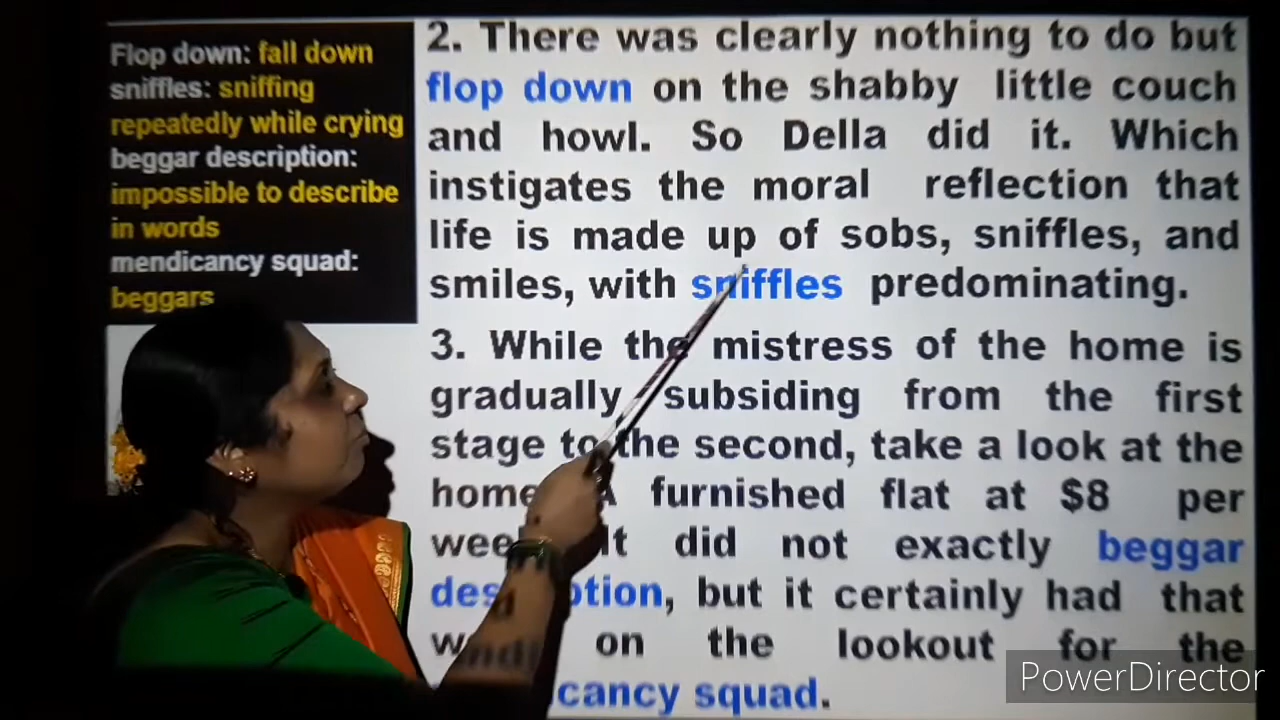 Flop down: fall down
sniffles: sniffing
repeatedly while crying
beggar description:
impossible to describe
in words
mendicancy squad:
beggars
2. There was clearly nothing to do but
flop down on the shabby little couch
and howl. So Della did it. Which
instigates the moral reflection that
life is made up of sobs, sniffles, and
smiles, with sniffles predominating.
3. While the mistress of the home is
gradually subsiding from the first
stage to the second, take a look at the
home. A furnished flat at $8 per
It did not exactly beggar
but it certainly had that
on the lookout for the
squad.
PowerDirector